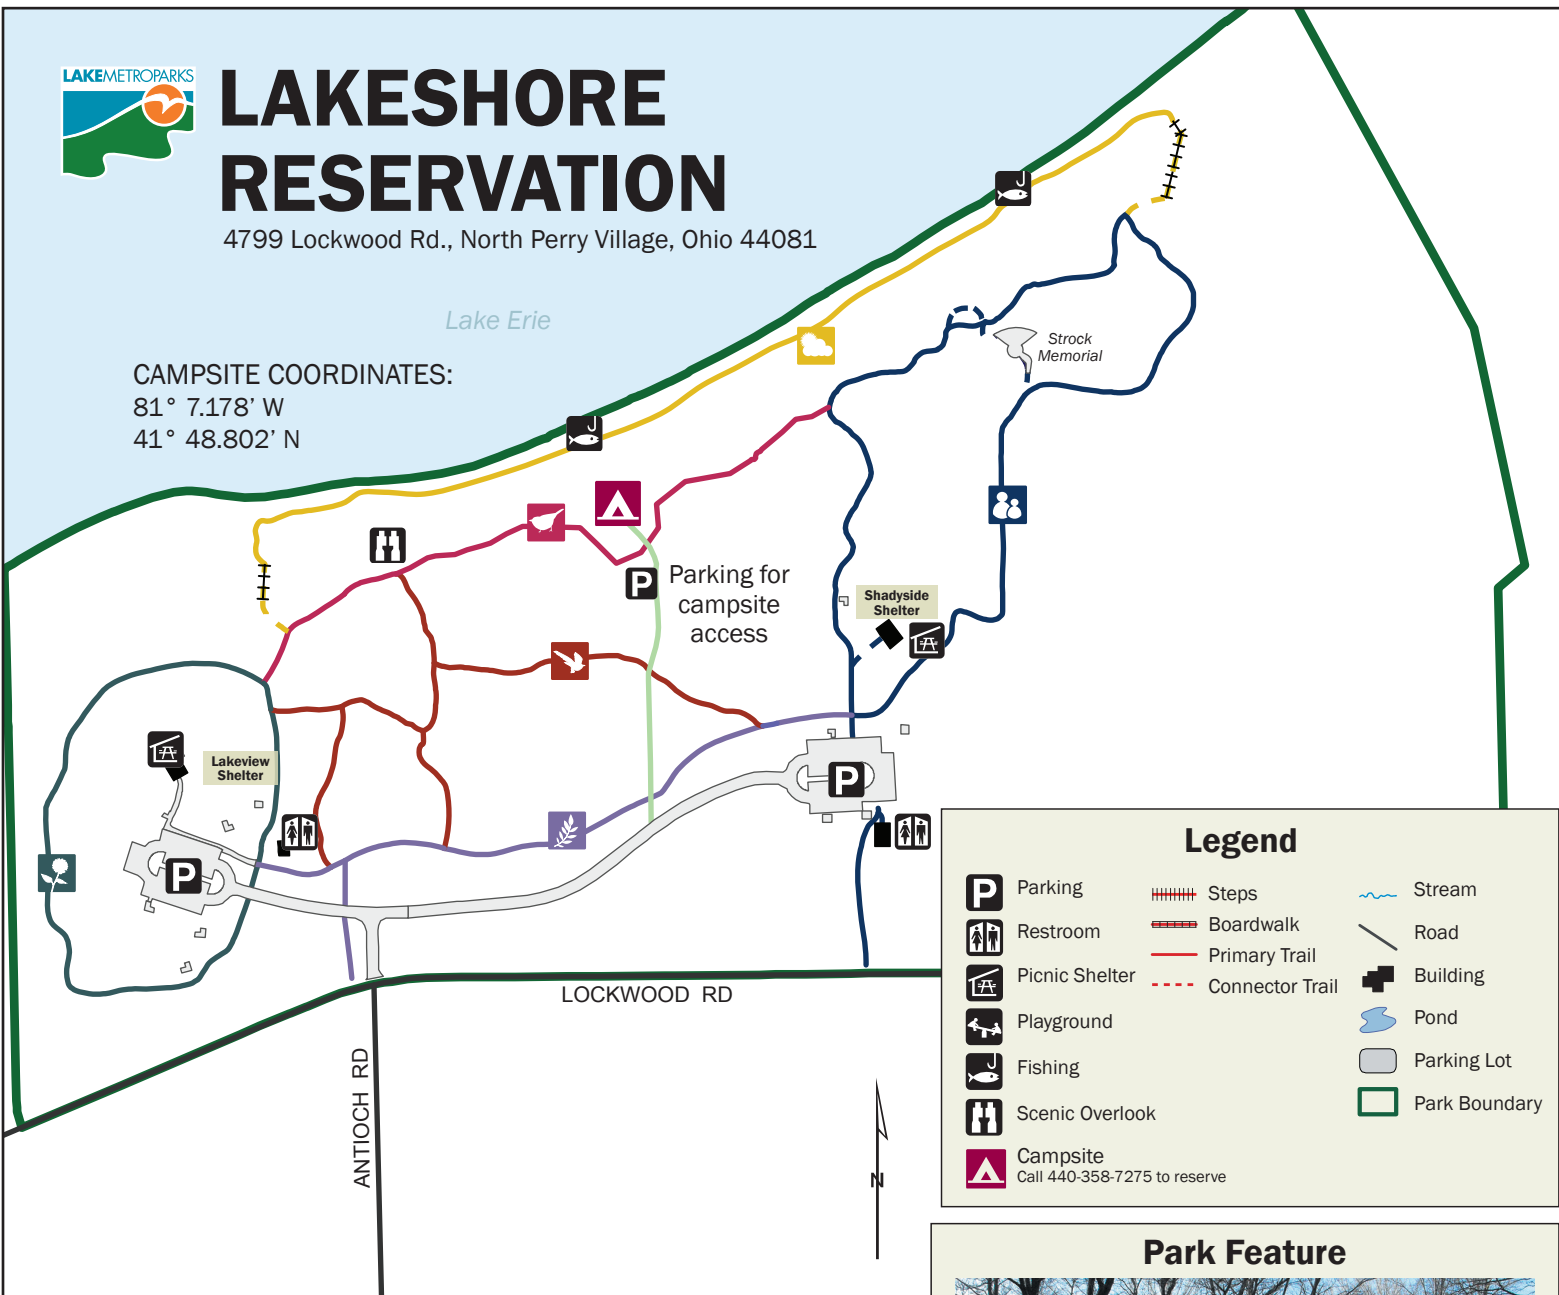 LAKEMETROPARKS
LAKESHORE
RESERVATION
4799 Lockwood Rd., North Perry Village, Ohio 44081
Lake Erie
CAMPSITE COORDINATES:
81° 7.178’ W
41° 48.802’ N
Strock
Memorial
P
Parking for
campsite
access
Shadyside
Shelter
Lakeview
Shelter
P
P
LOCKWOOD RD
ANTIOCH RD
N
Legend
P
Parking
Restroom
Picnic Shelter
Playground
Fishing
Scenic Overlook
Campsite
Call 440-358-7275 to reserve
Steps
Boardwalk
Primary Trail
Connector Trail
Stream
Road
Building
Pond
Parking Lot
Park Boundary
Park Feature